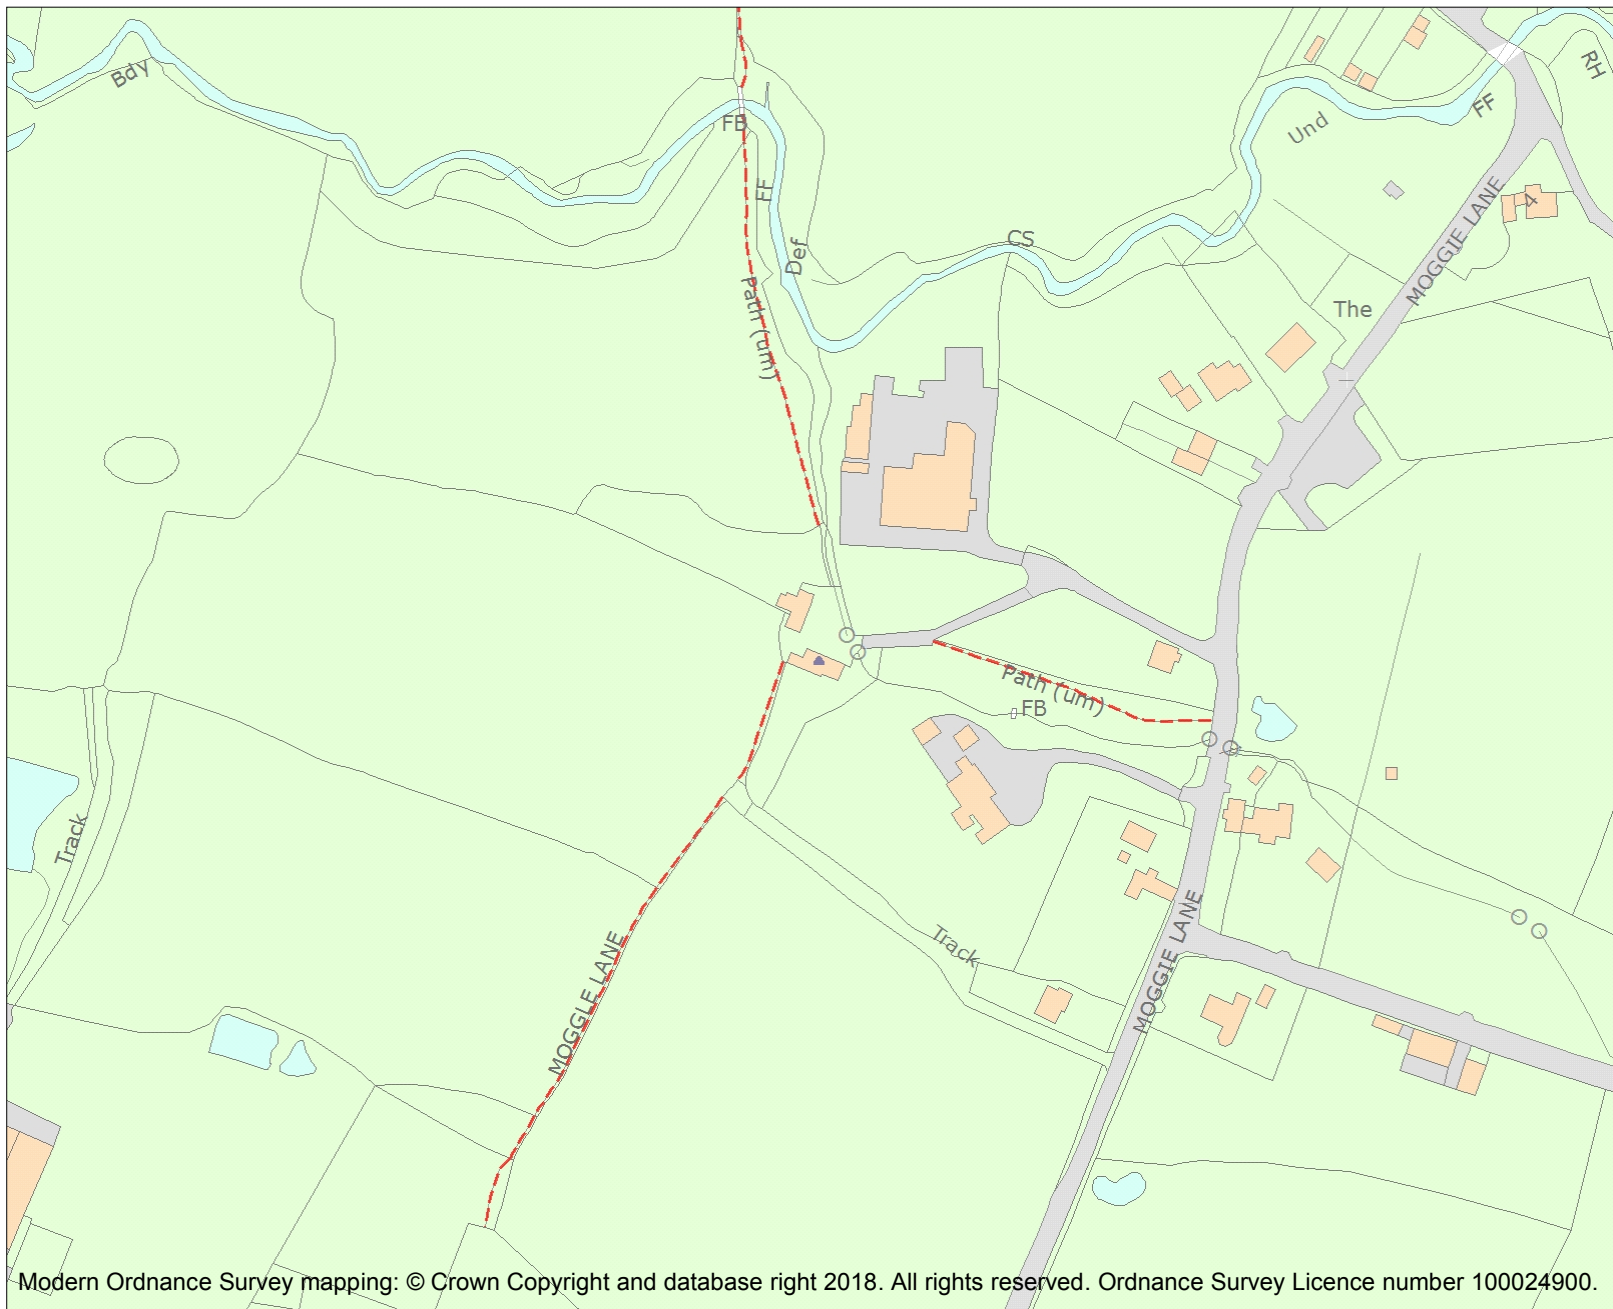 Bdy
FB
FF
Def
Path (um)
CS
Und
FF
RH
MOGGIE LANE
4
The
Path (um)
FB
Track
MOGGLE LANE
Track
MOGGIE LANE
Modern Ordnance Survey mapping: © Crown Copyright and database right 2018. All rights reserved. Ordnance Survey Licence number 100024900.